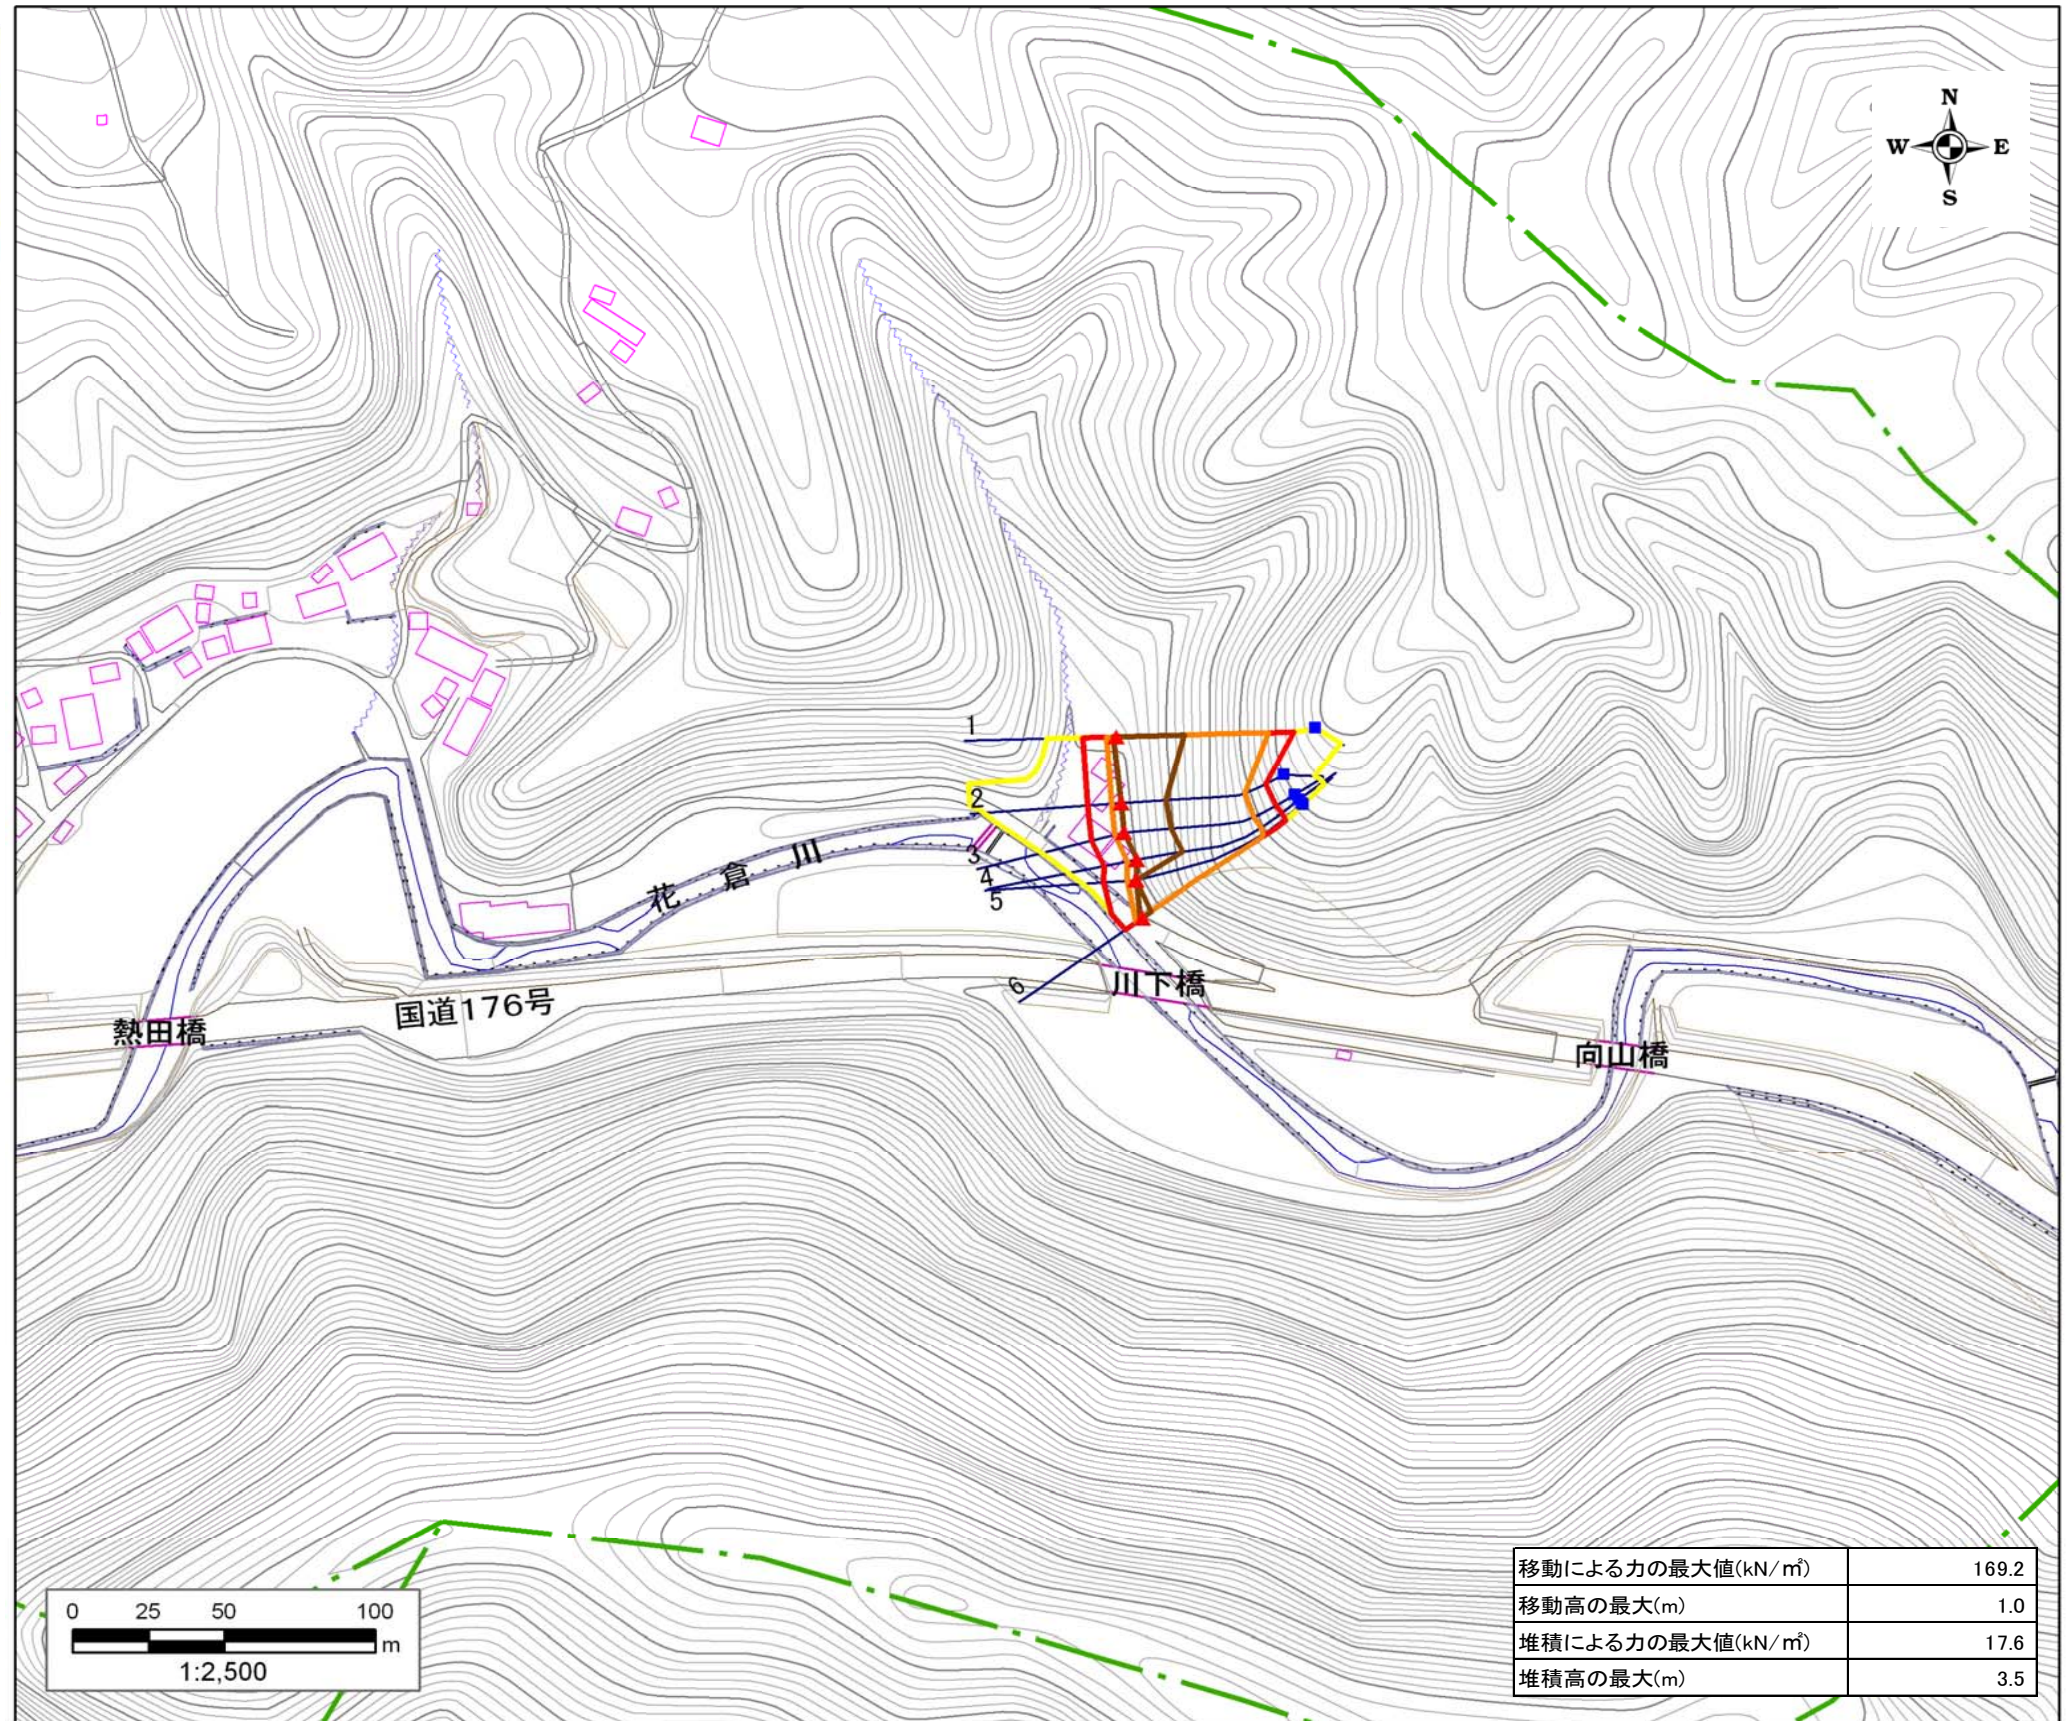 N
W E
S
1
2
3
4
5
6
花倉川
川下橋
国道176号
熱田橋
向山橋
0 25 50 100
m
1:2,500
移動による力の最大値(kN/㎡) 169.2
移動高の最大(m) 1.0
堆積による力の最大値(kN/㎡) 17.6
堆積高の最大(m) 3.5